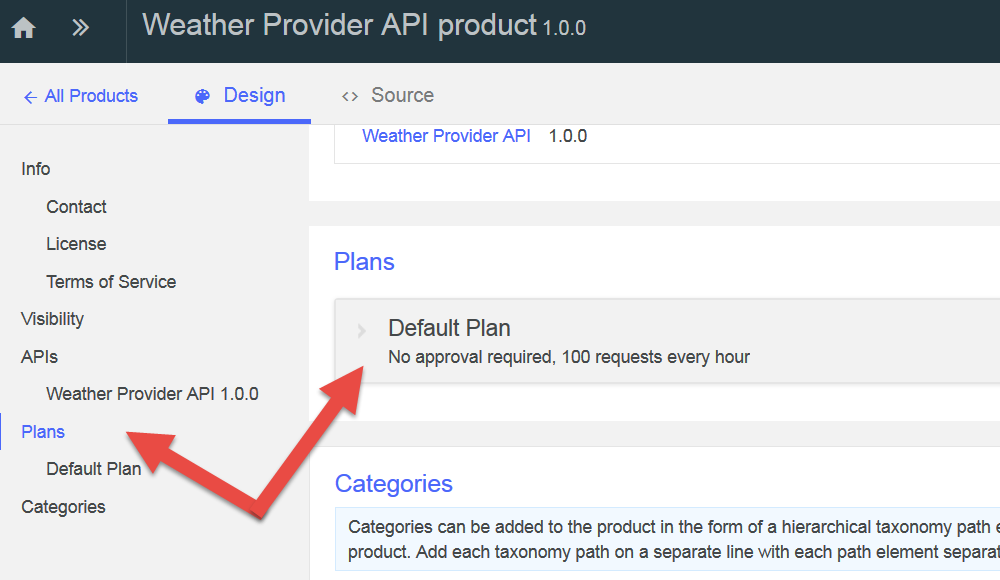 Weather Provider API product 1.0.0
All Products
Design
Source
Info
Contact
License
Terms of Service
Visibility
APIs
Weather Provider API 1.0.0
Plans
Default Plan
Categories
Weather Provider API 1.0.0
Plans
Default Plan
No approval required, 100 requests every hour
Categories
Categories can be added to the product in the form of a hierarchical taxonomy path
product. Add each taxonomy path on a separate line with each path element